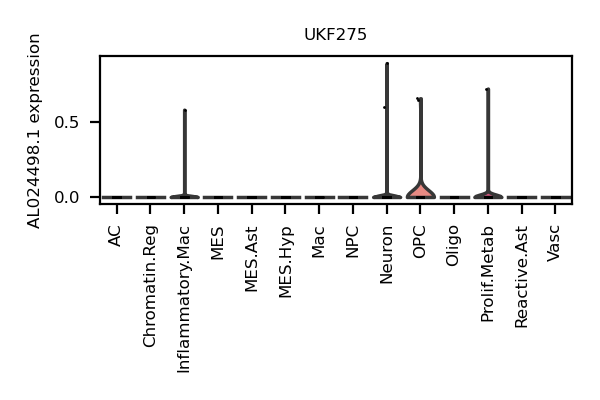 UKF275
AL024498.1 expression
0.5
0.0
AC
Chromatin.Reg
Inflammatory.Mac
MES
MES.Ast
MES.Hyp
Mac
NPC
Neuron
OPC
Oligo
Prolif.Metab
Reactive.Ast
Vasc